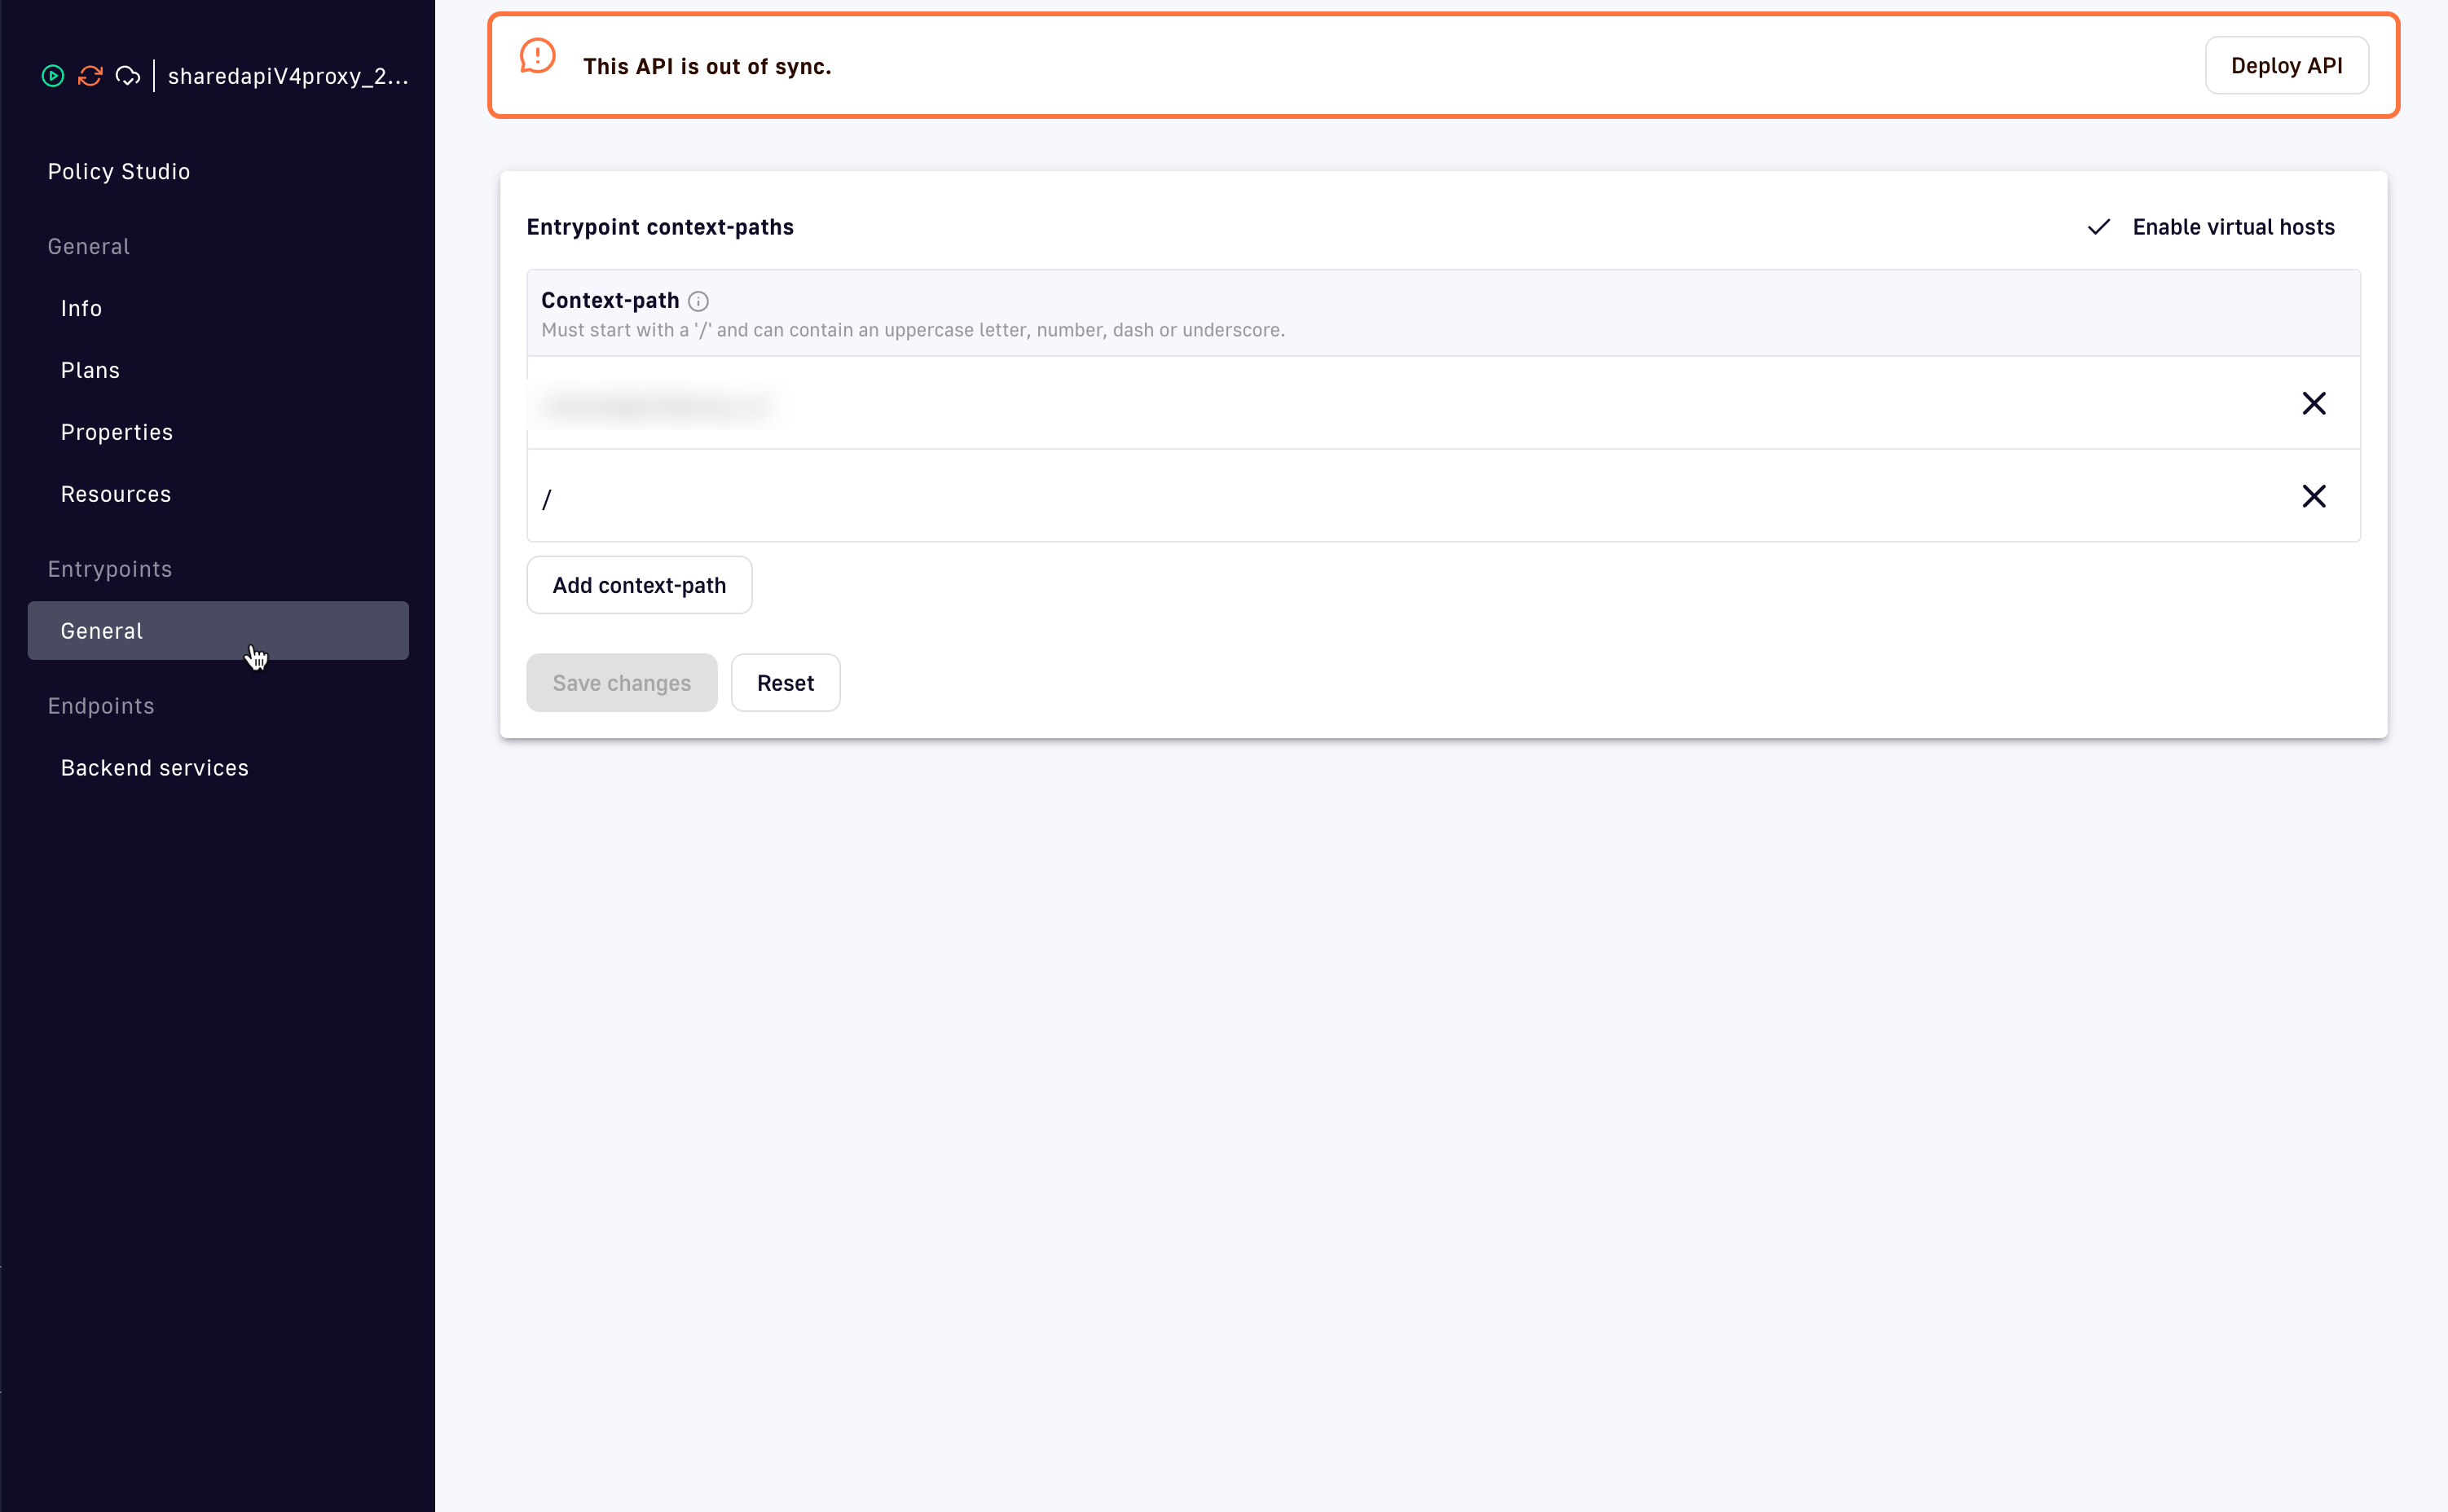 sharedapiV4proxy_2...
Policy Studio
General
Info
Plans
Properties
Resources
Entrypoints
General
Endpoints
Backend services
This API is out of sync.
Deploy API
Entrypoint context-paths
Enable virtual hosts
Context-path
Must start with a '/' and can contain an uppercase letter, number, dash or underscore.
/
Add context-path
Save changes
Reset